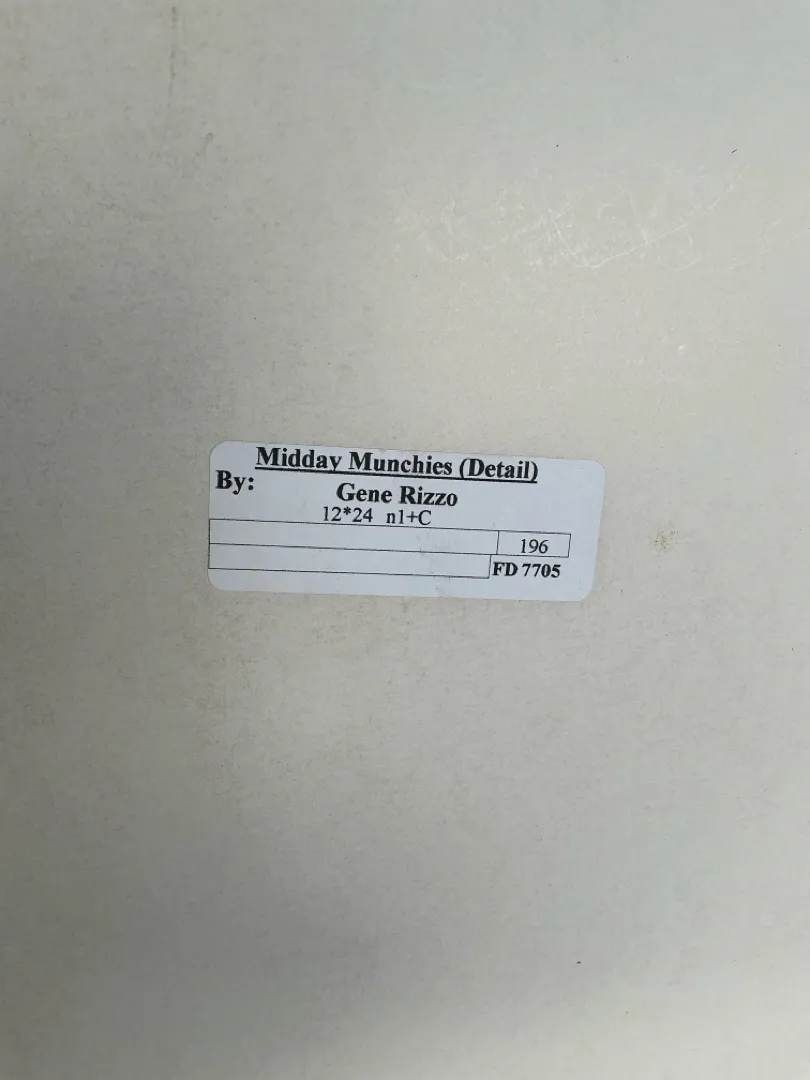 Midday Munchies (Detail)
By:
Gene Rizzo
12*24 n1+C
196
FD 7705